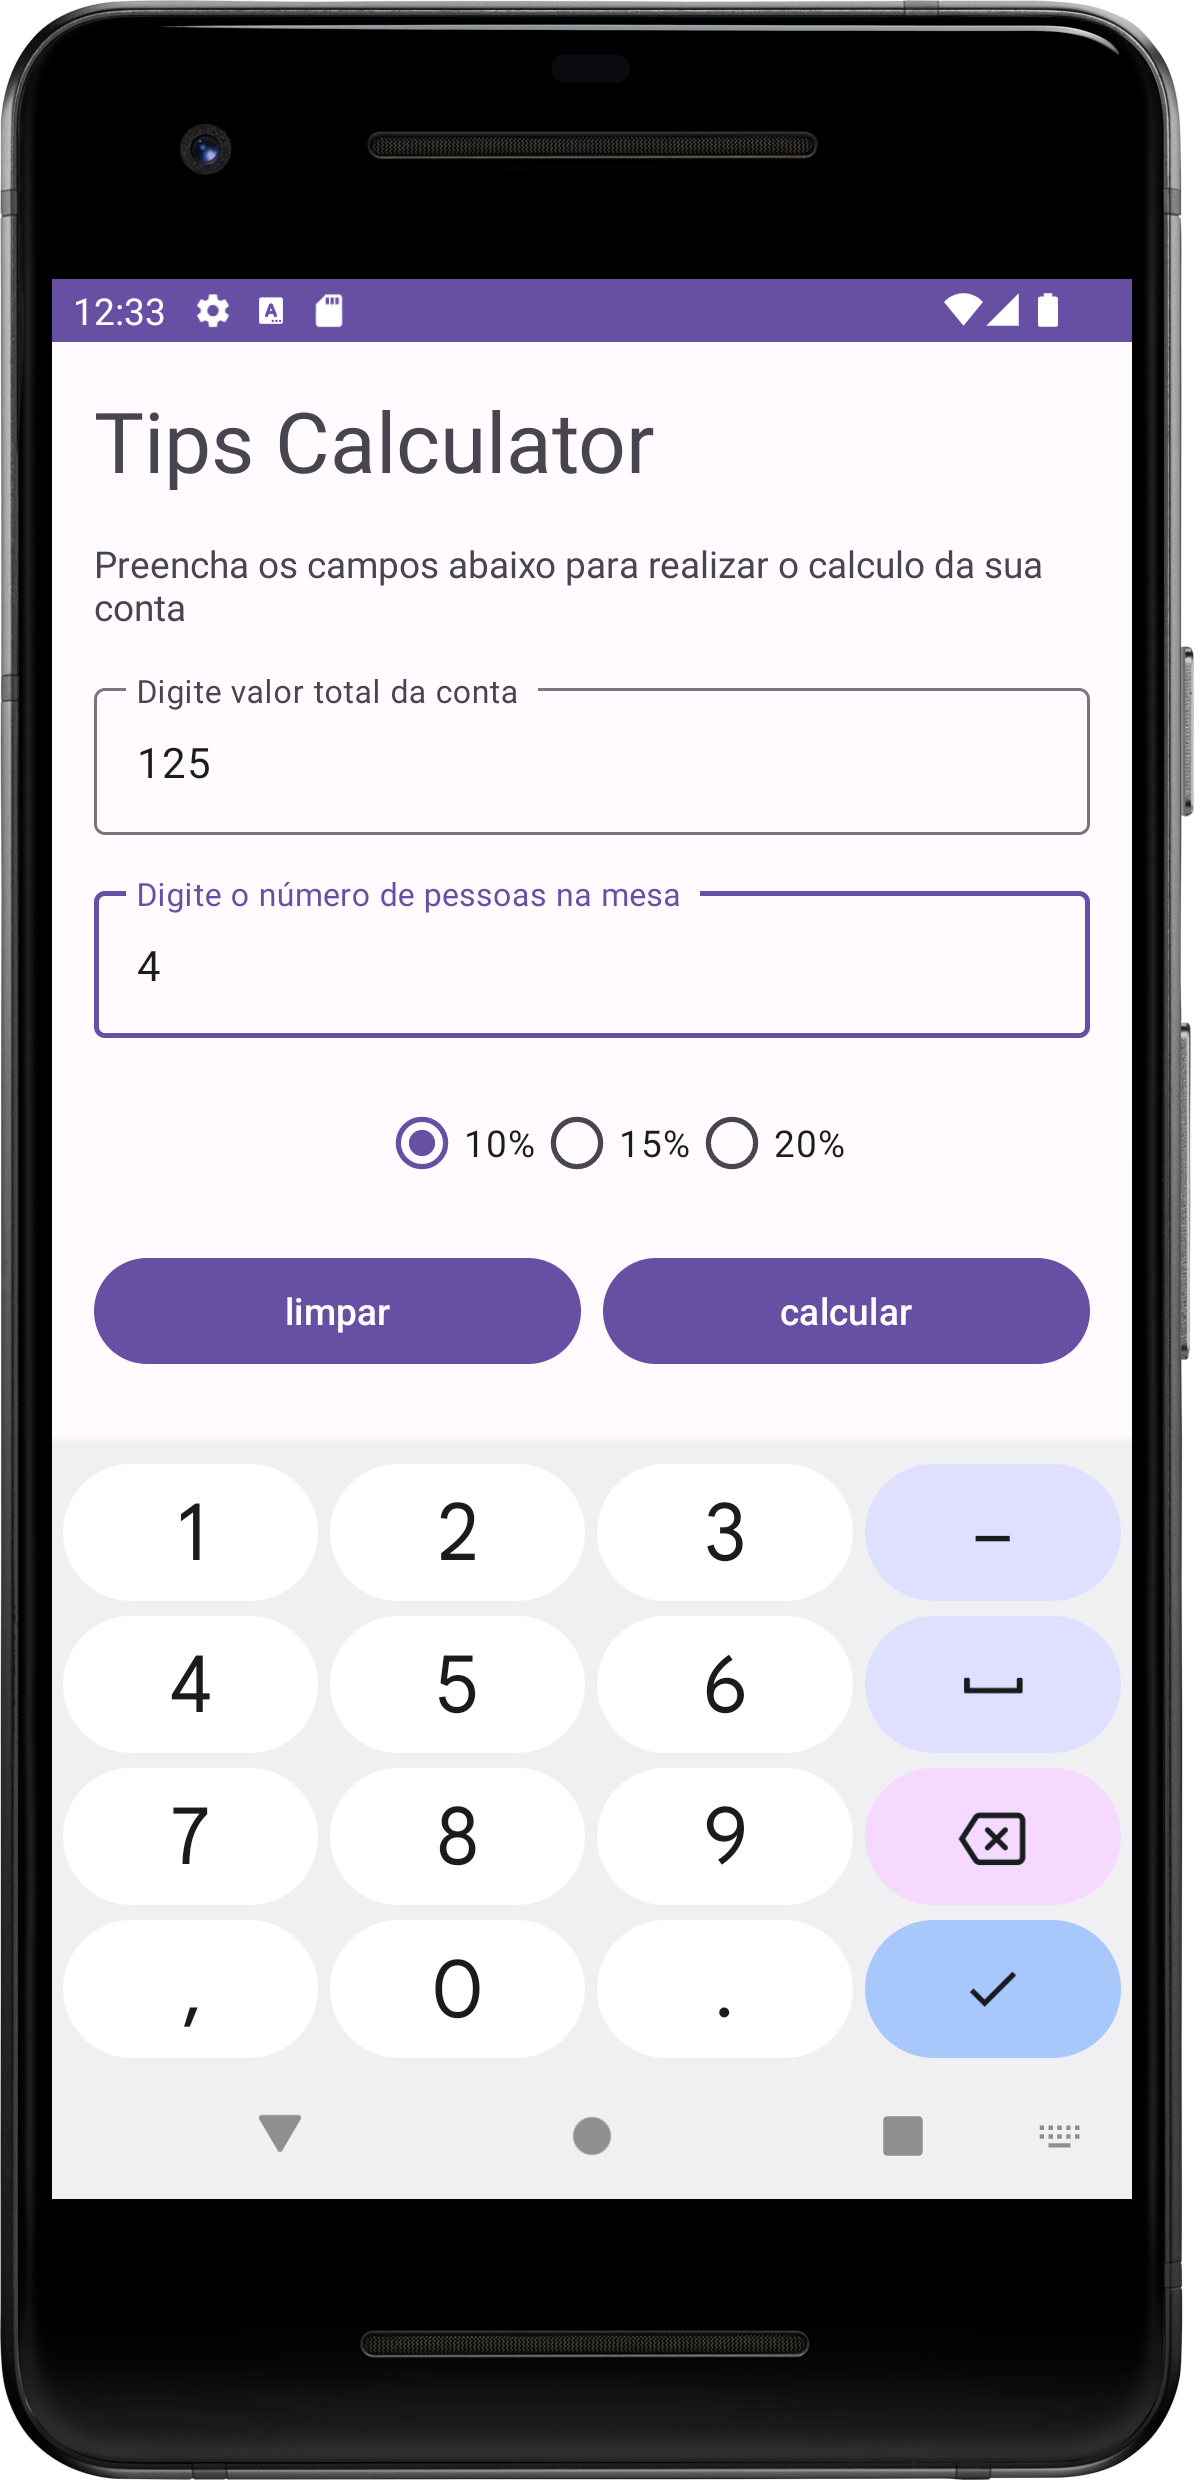 12:33
Tips Calculator
Preencha os campos abaixo para realizar o calculo da sua
conta
Digite valor total da conta
125
Digite o número de pessoas na mesa
4
10% 15% 20%
limpar calcular
1 2 3 –
4 5 6
7 8 9
, 0 .